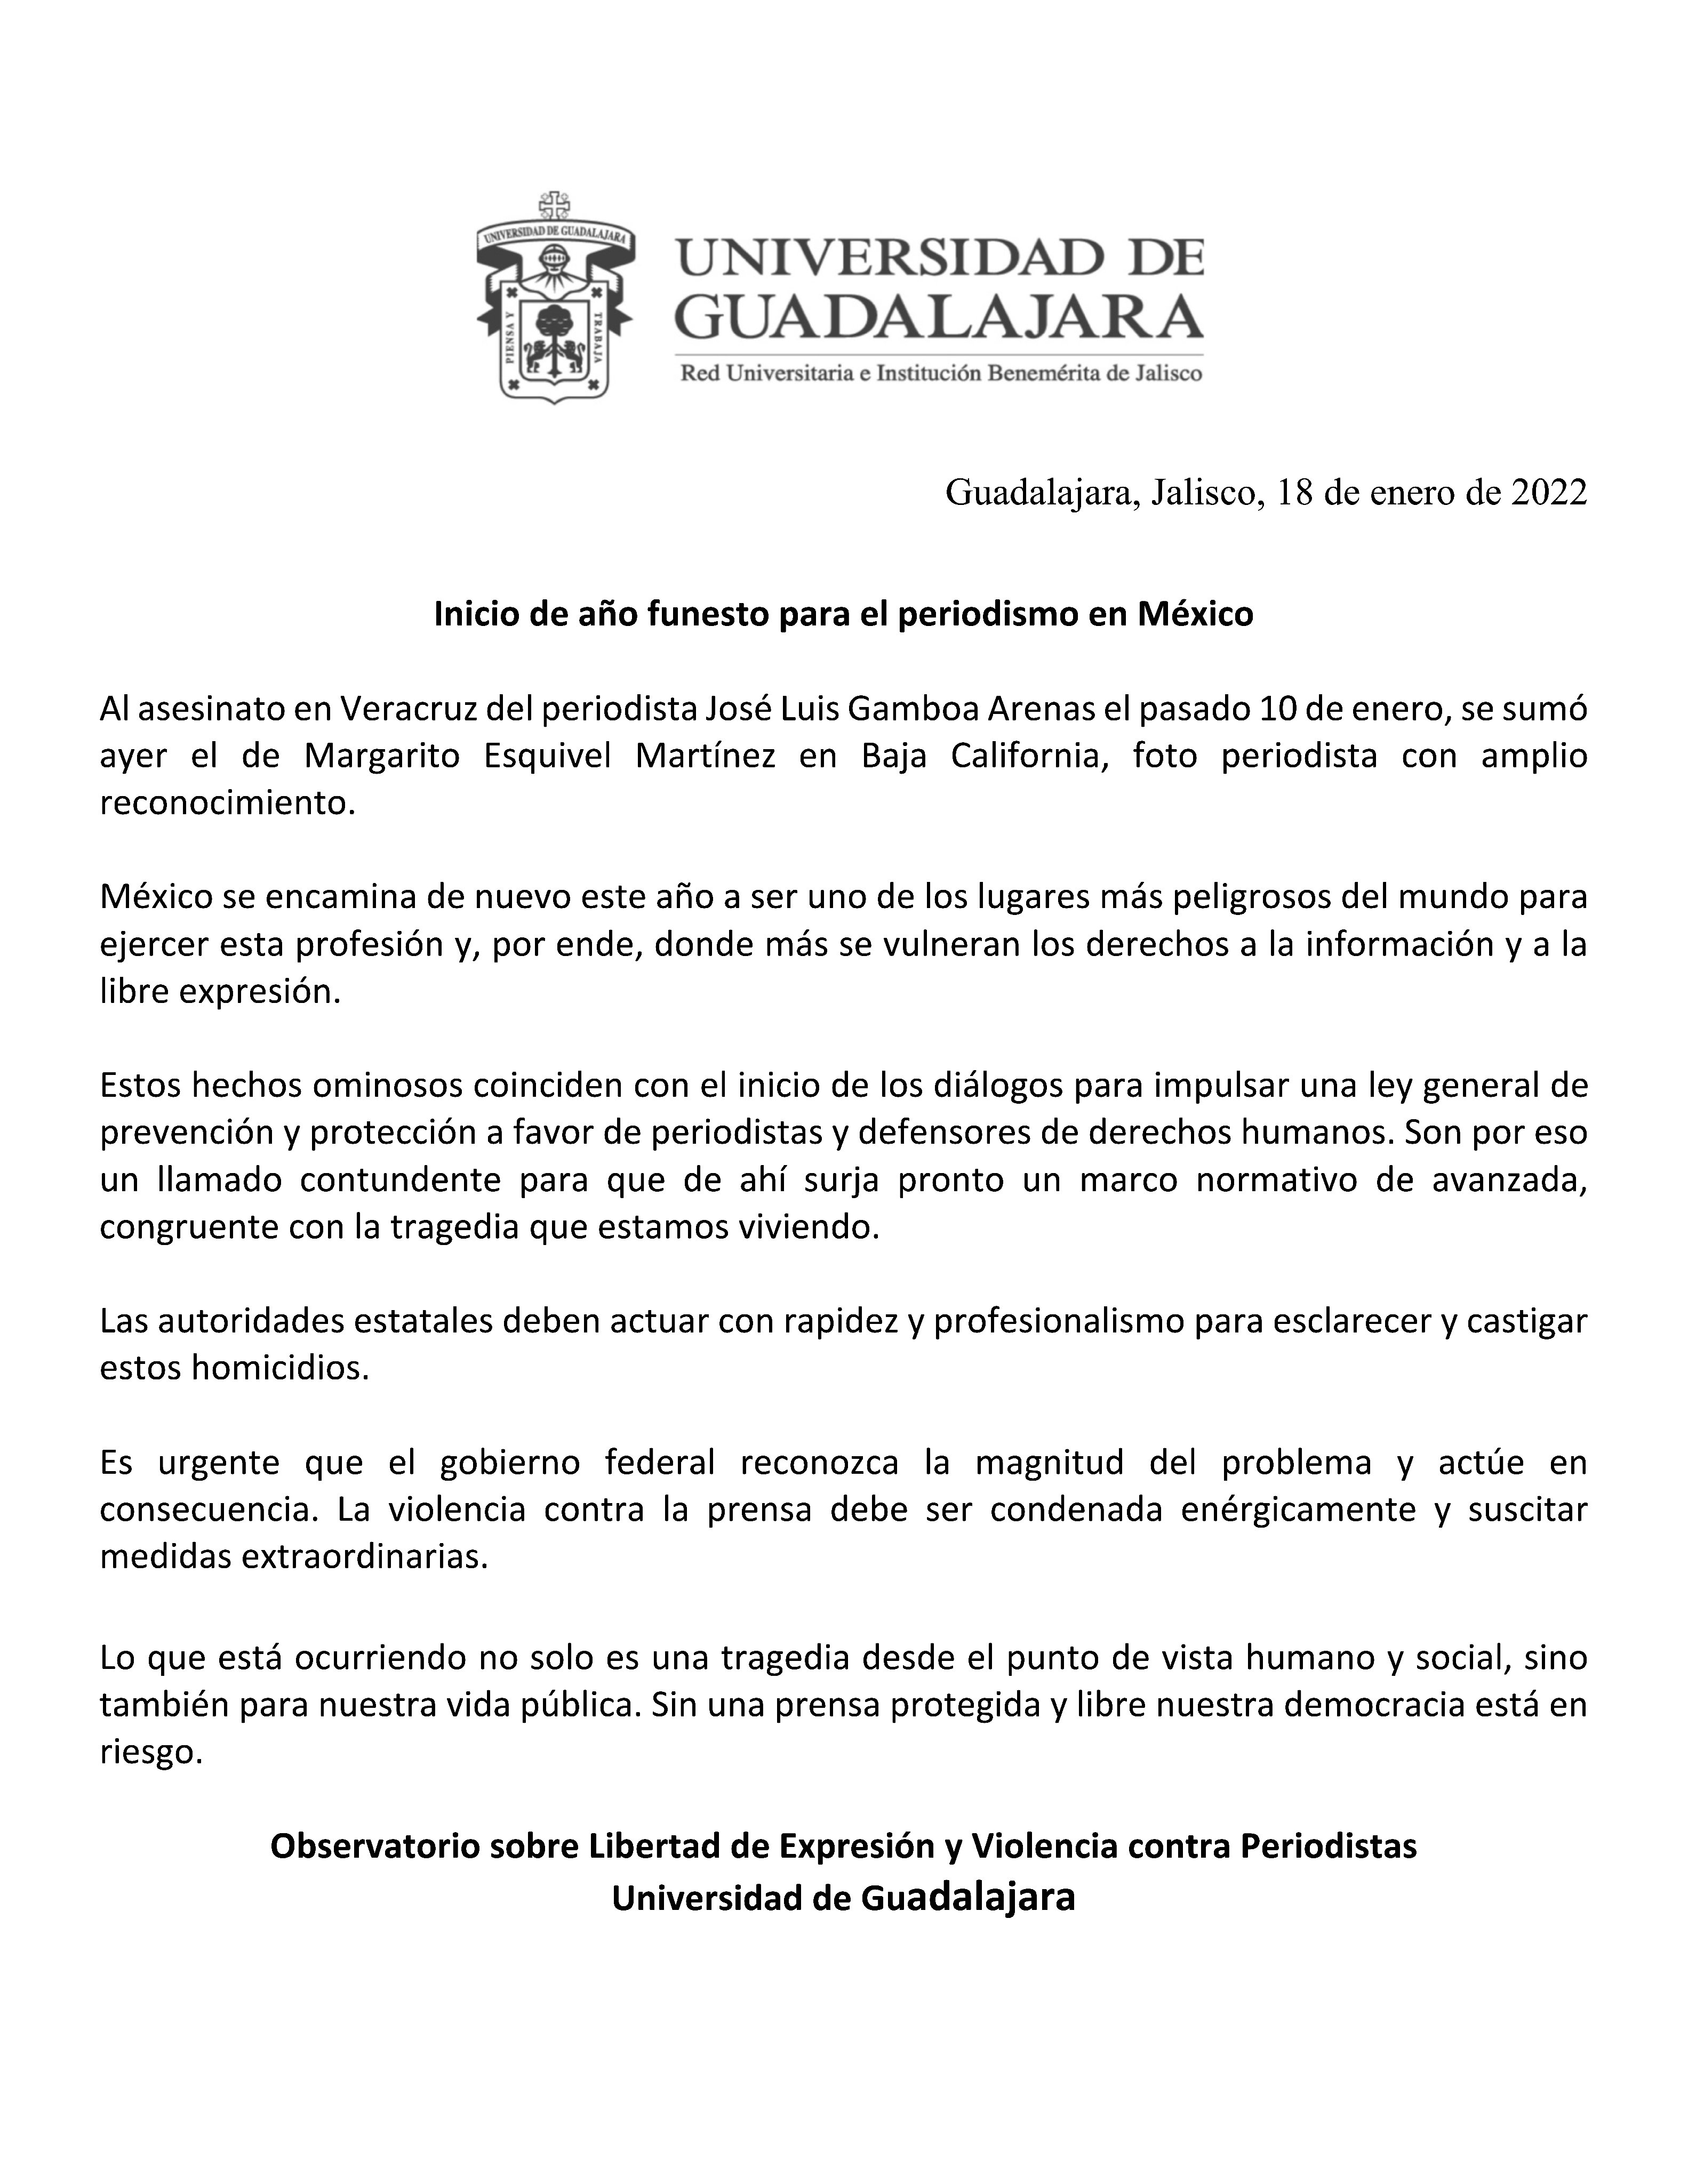 UNIVERSIDAD DE GUADALAJARA
PIENSA Y
TRABAJA
UNIVERSIDAD DE
GUADALAJARA
Red Universitaria e Institución Benemérita de Jalisco
Guadalajara, Jalisco, 18 de enero de 2022
Inicio de año funesto para el periodismo en México
Al asesinato en Veracruz del periodista José Luis Gamboa Arenas el pasado 10 de enero, se sumó
ayer el de Margarito Esquivel Martínez en Baja California, foto periodista con amplio
reconocimiento.
México se encamina de nuevo este año a ser uno de los lugares más peligrosos del mundo para
ejercer esta profesión y, por ende, donde más se vulneran los derechos a la información y a la
libre expresión.
Estos hechos ominosos coinciden con el inicio de los diálogos para impulsar una ley general de
prevención y protección a favor de periodistas y defensores de derechos humanos. Son por eso
un llamado contundente para que de ahí surja pronto un marco normativo de avanzada,
congruente con la tragedia que estamos viviendo.
Las autoridades estatales deben actuar con rapidez y profesionalismo para esclarecer y castigar
estos homicidios.
Es urgente que el gobierno federal reconozca la magnitud del problema y actúe en
consecuencia. La violencia contra la prensa debe ser condenada enérgicamente y suscitar
medidas extraordinarias.
Lo que está ocurriendo no solo es una tragedia desde el punto de vista humano y social, sino
también para nuestra vida pública. Sin una prensa protegida y libre nuestra democracia está en
riesgo.
Observatorio sobre Libertad de Expresión y Violencia contra Periodistas
Universidad de Guadalajara